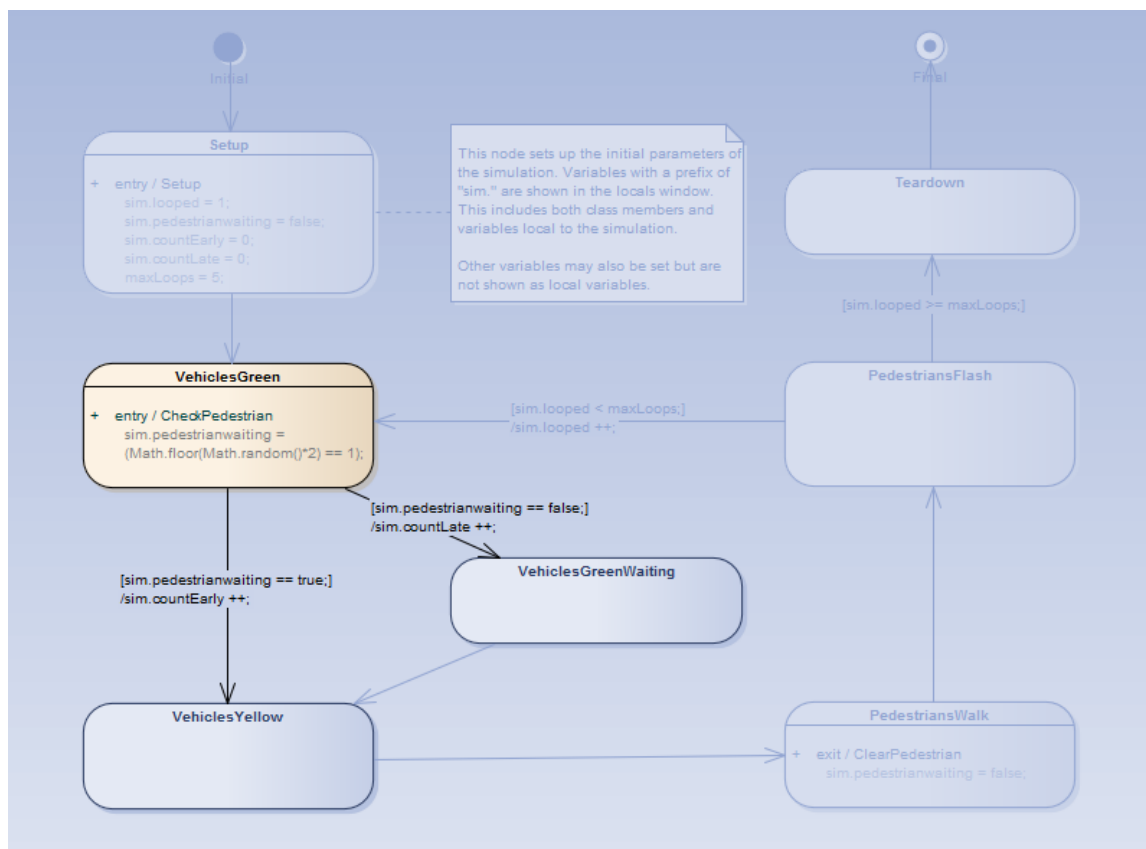 Initial
Final
Setup
+ entry / Setup
sim.looped = 1;
sim.pedestrianwaiting = false;
sim.countEarly = 0;
sim.countLate = 0;
maxLoops = 5;
This node sets up the initial parameters of
the simulation. Variables with a prefix of
"sim." are shown in the locals window.
This includes both class members and
variables local to the simulation.
Other variables may also be set but are
not shown as local variables.
Teardown
[sim.looped >= maxLoops;]
VehiclesGreen
+ entry / CheckPedestrian
sim.pedestrianwaiting =
(Math.floor(Math.random()*2) == 1);
[sim.looped < maxLoops;]
/sim.looped ++;
PedestriansFlash
[sim.pedestrianwaiting == false;]
/sim.countLate ++;
VehiclesGreenWaiting
[sim.pedestrianwaiting == true;]
/sim.countEarly ++;
VehiclesYellow
PedestriansWalk
+ exit / ClearPedestrian
sim.pedestrianwaiting = false;